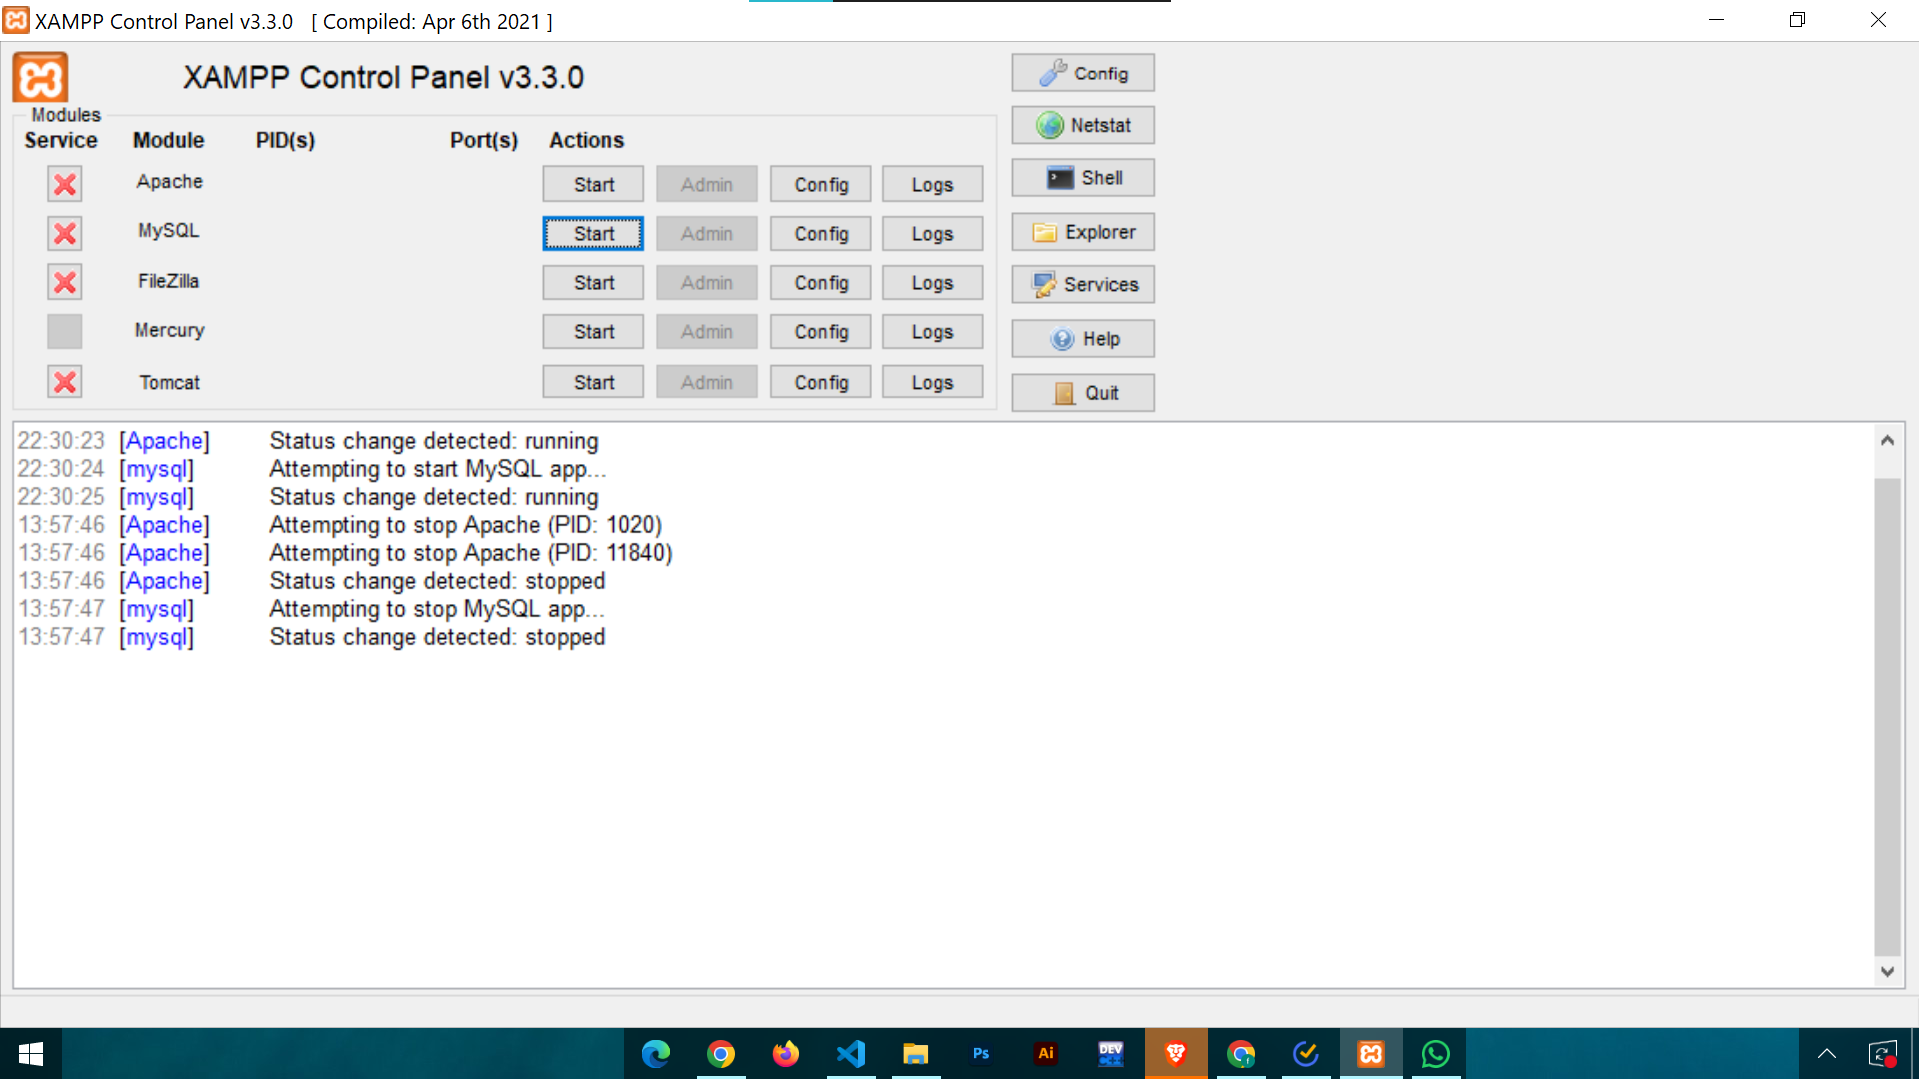 XAMPP Control Panel v3.3.0 [ Compiled: Apr 6th 2021 ]
XAMPP Control Panel v3.3.0
Modules
Service Module PID(s) Port(s) Actions
Apache Start Admin Config Logs
MySQL Start Admin Config Logs
FileZilla Start Admin Config Logs
Mercury Start Admin Config Logs
Tomcat Start Admin Config Logs
Config
Netstat
Shell
Explorer
Services
Help
Quit
22:30:23 [Apache] Status change detected: running
22:30:24 [mysql] Attempting to start MySQL app...
22:30:25 [mysql] Status change detected: running
13:57:46 [Apache] Attempting to stop Apache (PID: 1020)
13:57:46 [Apache] Attempting to stop Apache (PID: 11840)
13:57:46 [Apache] Status change detected: stopped
13:57:47 [mysql] Attempting to stop MySQL app...
13:57:47 [mysql] Status change detected: stopped
Ps Ai DEV